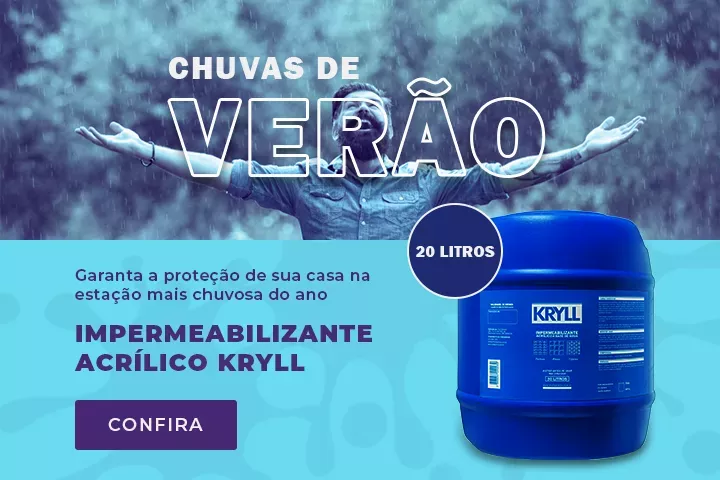 CHUVAS DE
VERÃO
20 LITROS
Garanta a proteção de sua casa na
estação mais chuvosa do ano
IMPERMEABILIZANTE
ACRÍLICO KRYLL
CONFIRA
KRYLL
IMPERMEABILIZANTE
20 LITROS